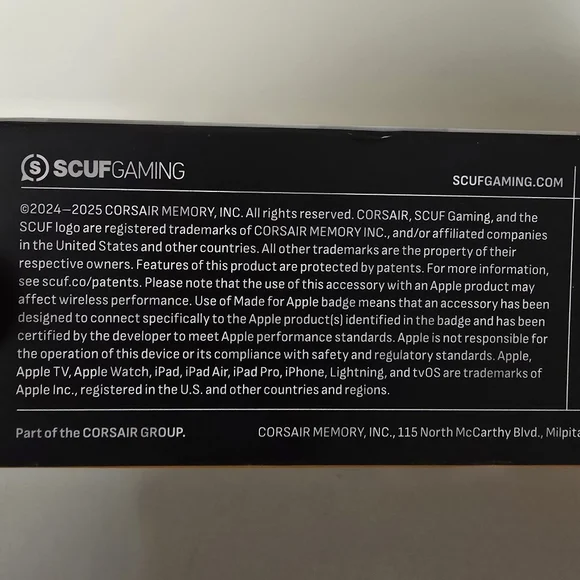 SCUFGAMING
SCUFGAMING.COM
©2024–2025 CORSAIR MEMORY, INC. All rights reserved. CORSAIR, SCUF Gaming, and the
SCUF logo are registered trademarks of CORSAIR MEMORY INC., and/or affiliated companies
in the United States and other countries. All other trademarks are the property of their
respective owners. Features of this product are protected by patents. For more information,
see scuf.co/patents. Please note that the use of this accessory with an Apple product may
affect wireless performance. Use of Made for Apple badge means that an accessory has been
designed to connect specifically to the Apple product(s) identified in the badge and has been
certified by the developer to meet Apple performance standards. Apple is not responsible for
the operation of this device or its compliance with safety and regulatory standards. Apple,
Apple TV, Apple Watch, iPad, iPad Air, iPad Pro, iPhone, Lightning, and tvOS are trademarks of
Apple Inc., registered in the U.S. and other countries and regions.
Part of the CORSAIR GROUP.
CORSAIR MEMORY, INC., 115 North McCarthy Blvd., Milpita